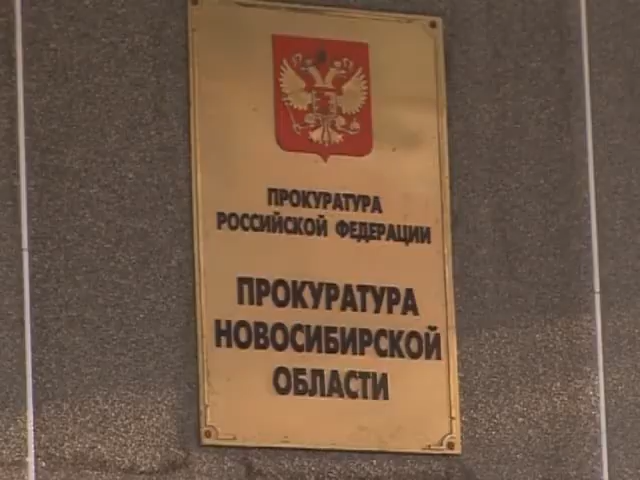 ПРОКУРАТУРА
РОССИЙСКОЙ ФЕДЕРАЦИИ
ПРОКУРАТУРА
НОВОСИБИРСКОЙ
ОБЛАСТИ